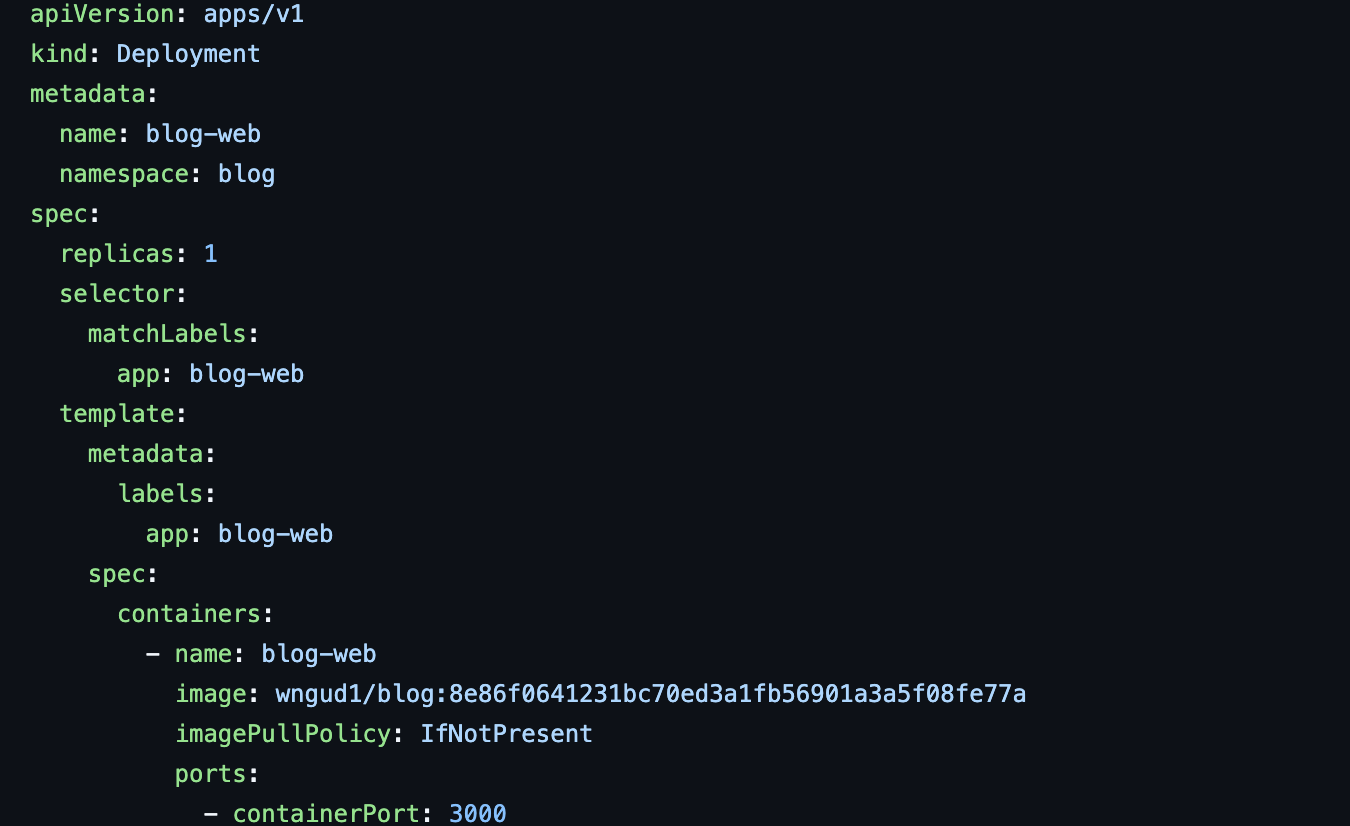 apiVersion: apps/v1
kind: Deployment
metadata:
  name: blog-web
  namespace: blog
spec:
  replicas: 1
  selector:
    matchLabels:
      app: blog-web
  template:
    metadata:
      labels:
        app: blog-web
    spec:
      containers:
        - name: blog-web
          image: wngud1/blog:8e86f0641231bc70ed3a1fb56901a3a5f08fe77a
          imagePullPolicy: IfNotPresent
          ports:
            - containerPort: 3000